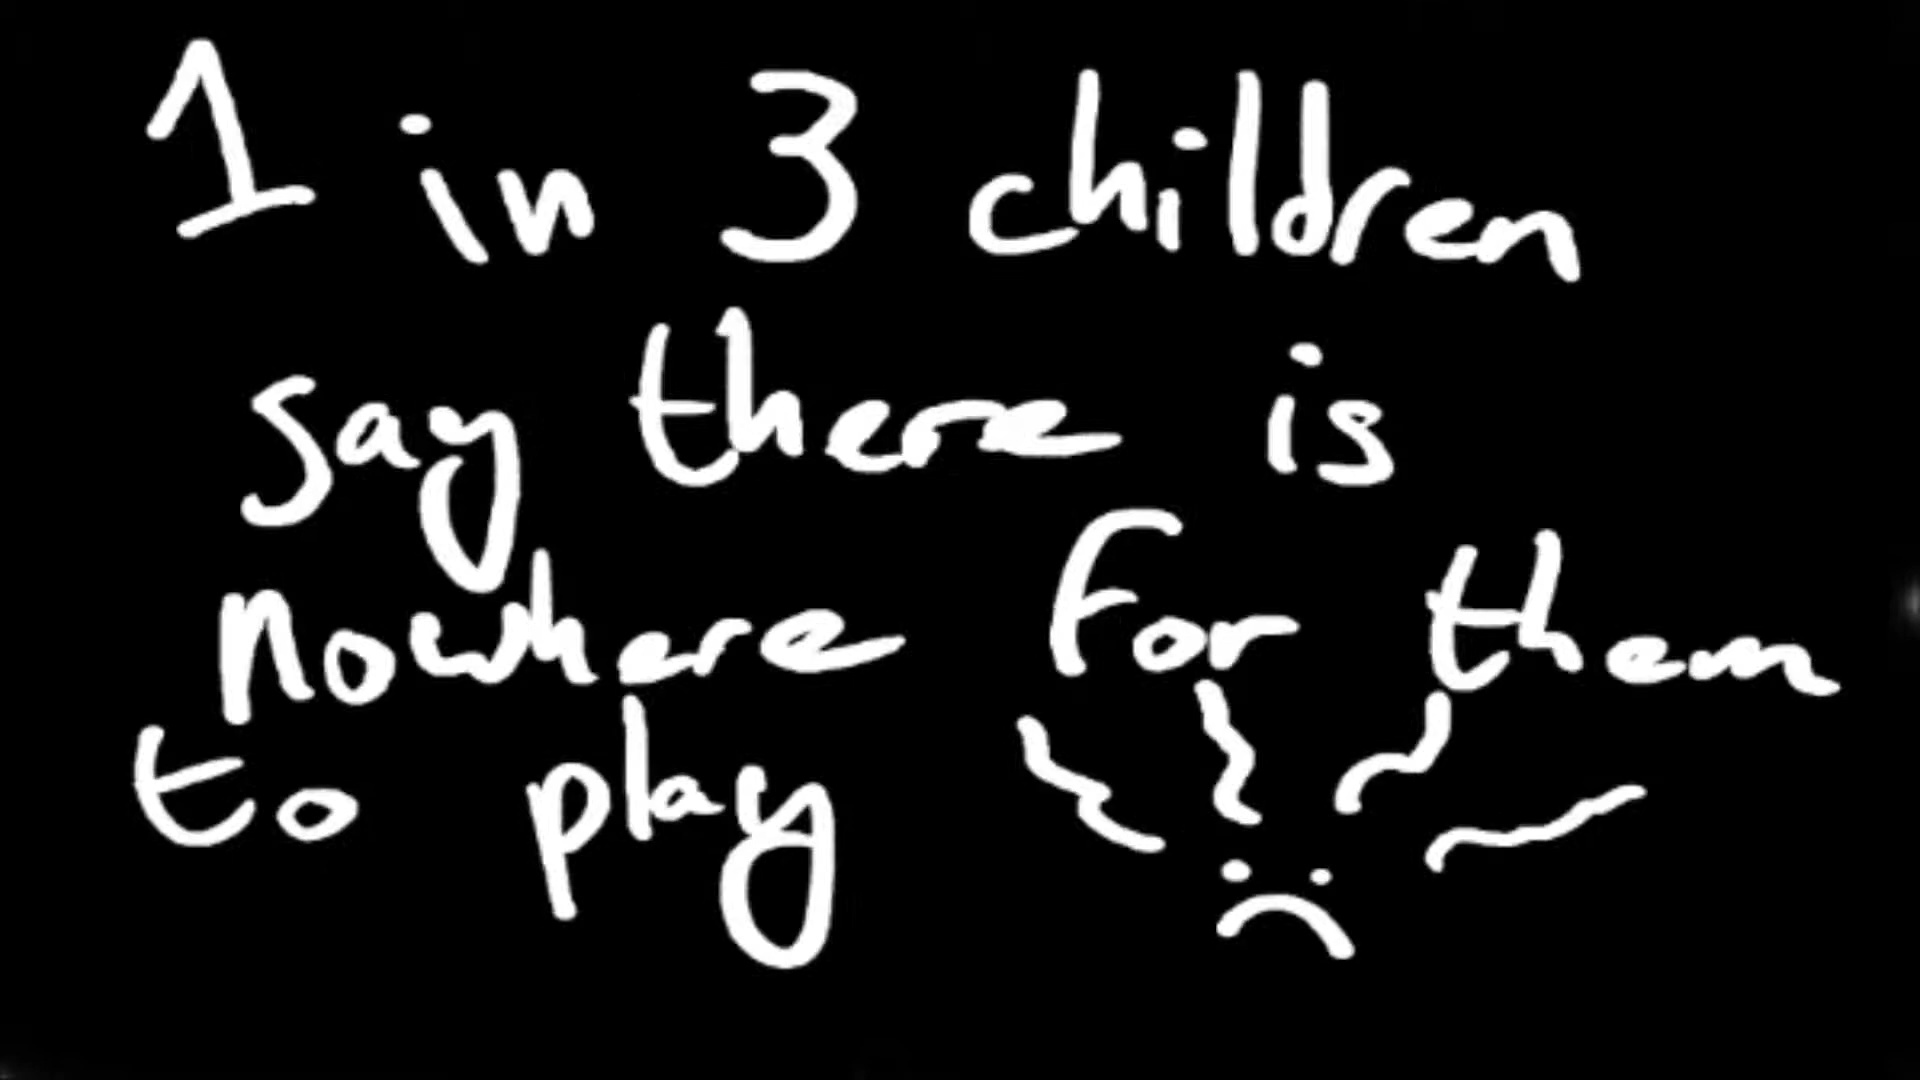 1 in 3 children
say there is
nowhere for them
to play